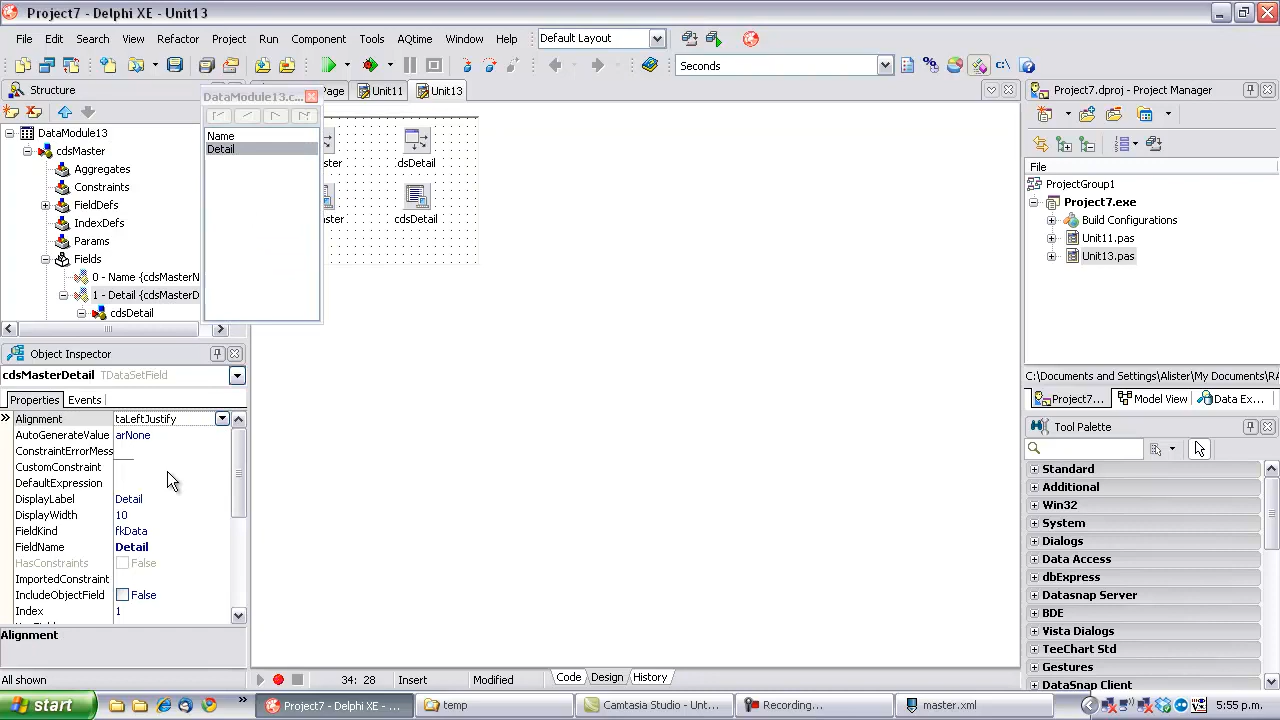 Project7 - Delphi XE - Unit13
File Edit Search View Refactor Project Run Component Tools AQtime Window Help Default Layout
Seconds
Structure
DataModule13.c...
Page Unit11 Unit13
Project7.dproj - Project Manager
DataModule13
cdsMaster
Aggregates
Constraints
FieldDefs
IndexDefs
Params
Fields
0 - Name {cdsMasterN
1 - Detail {cdsMasterD
cdsDetail
Name
Detail
ster dsDetail
ster cdsDetail
File
ProjectGroup1
Project7.exe
Build Configurations
Unit11.pas
Unit13.pas
C:\Documents and Settings\Alister\My Documents\RA
Project7... Model View Data Ex...
Object Inspector
cdsMasterDetail TDataSetField
Properties Events
Alignment taLeftJustify
AutoGenerateValue arNone
ConstraintErrorMess
CustomConstraint
DefaultExpression
DisplayLabel Detail
DisplayWidth 10
FieldKind fkData
FieldName Detail
HasConstraints False
ImportedConstraint
IncludeObjectField False
Index 1
Alignment
All shown
Tool Palette
Standard
Additional
Win32
System
Dialogs
Data Access
dbExpress
Datasnap Server
BDE
Vista Dialogs
TeeChart Std
Gestures
DataSnap Client
34: 28 Insert Modified Code Design History
start Project7 - Delphi XE - ... temp Camtasia Studio - Unt... Recording... master.xml 5:55 p.m.